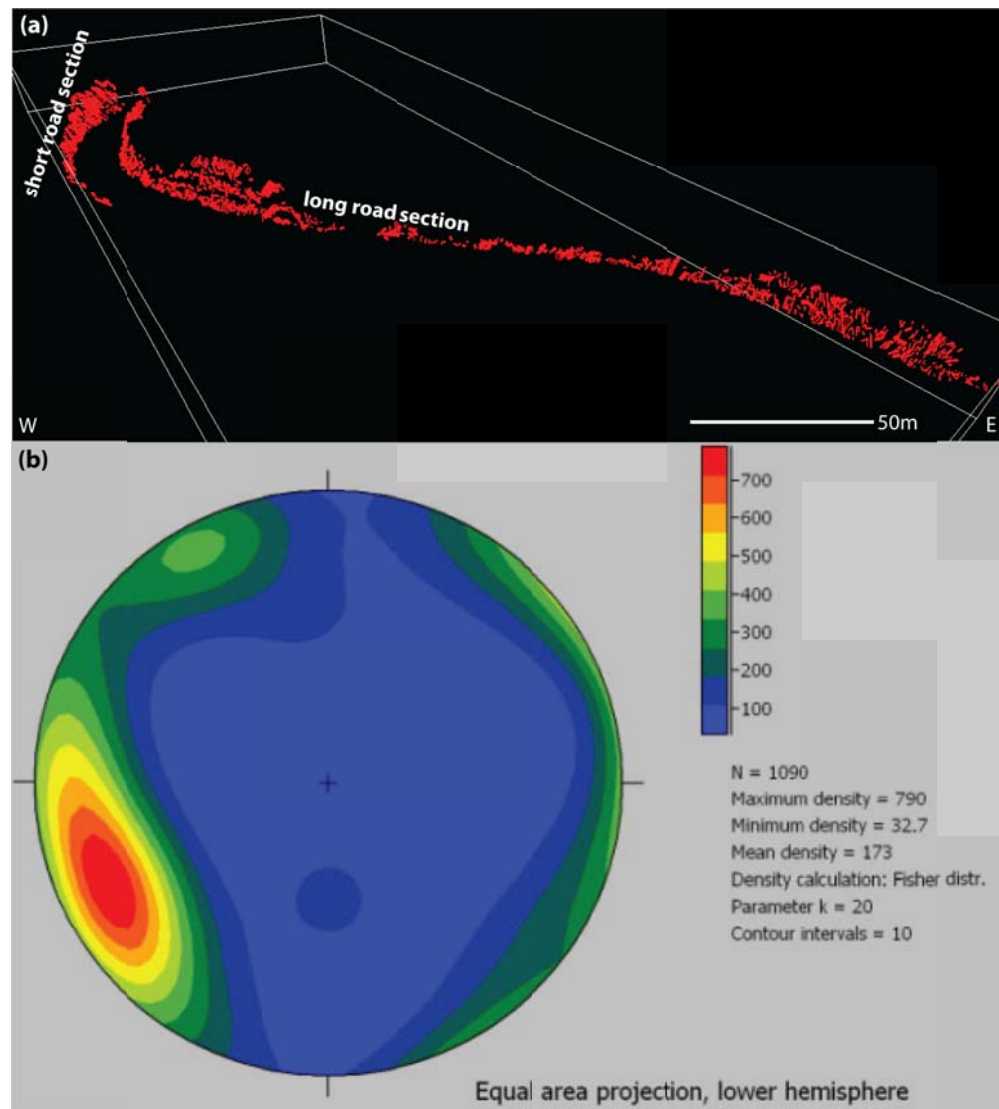 (a)
short road section
long road section
W
50m
E
(b)
700
600
500
400
300
200
100
N = 1090
Maximum density = 790
Minimum density = 32.7
Mean density = 173
Density calculation: Fisher distr.
Parameter k = 20
Contour intervals = 10
Equal area projection, lower hemisphere